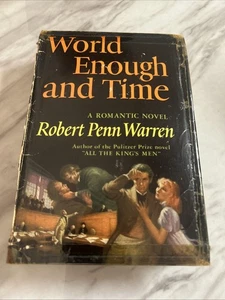 World
Enough
and Time
A ROMANTIC NOVEL
Robert Penn Warren
Author of the Pulitzer Prize novel
"ALL THE KING'S MEN"